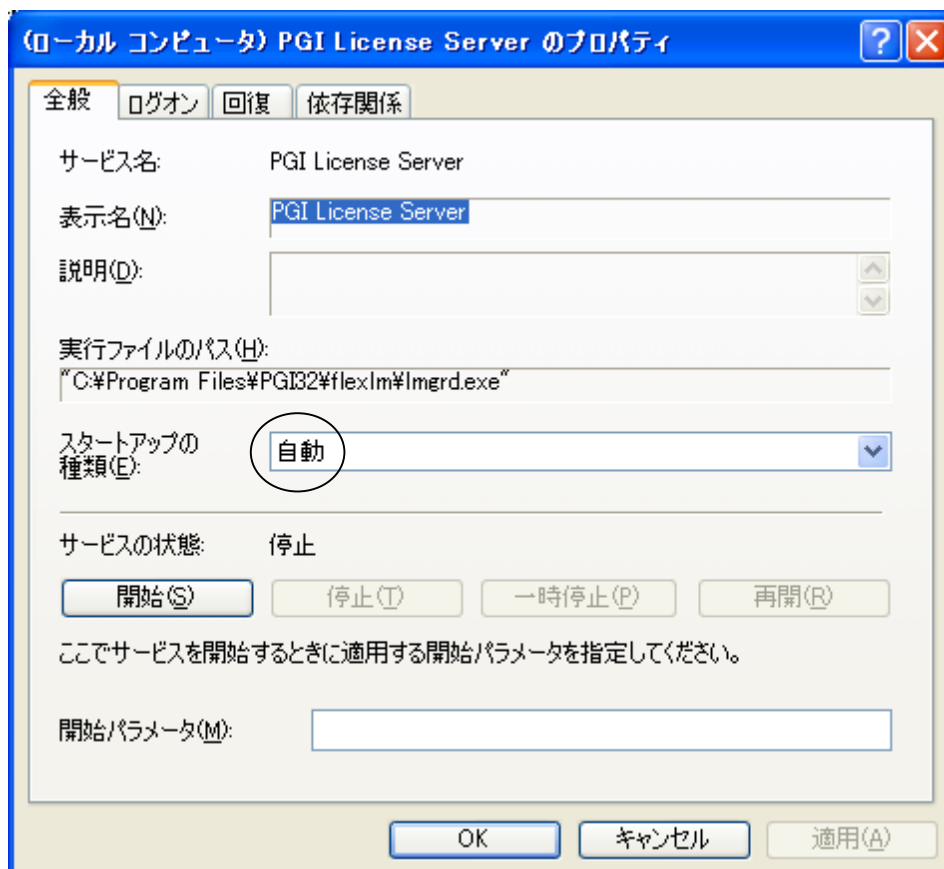 (ローカル コンピュータ) PGI License Server のプロパティ
全般 ログオン 回復 依存関係
サービス名: PGI License Server
表示名(N): PGI License Server
説明(D):
実行ファイルのパス(H):
"C:¥Program Files¥PGI32¥flexlm¥lmgrd.exe"
スタートアップの
種類(E): 自動
サービスの状態: 停止
開始(S) 停止(T) 一時停止(P) 再開(R)
ここでサービスを開始するときに適用する開始パラメータを指定してください。
開始パラメータ(M):
OK キャンセル 適用(A)